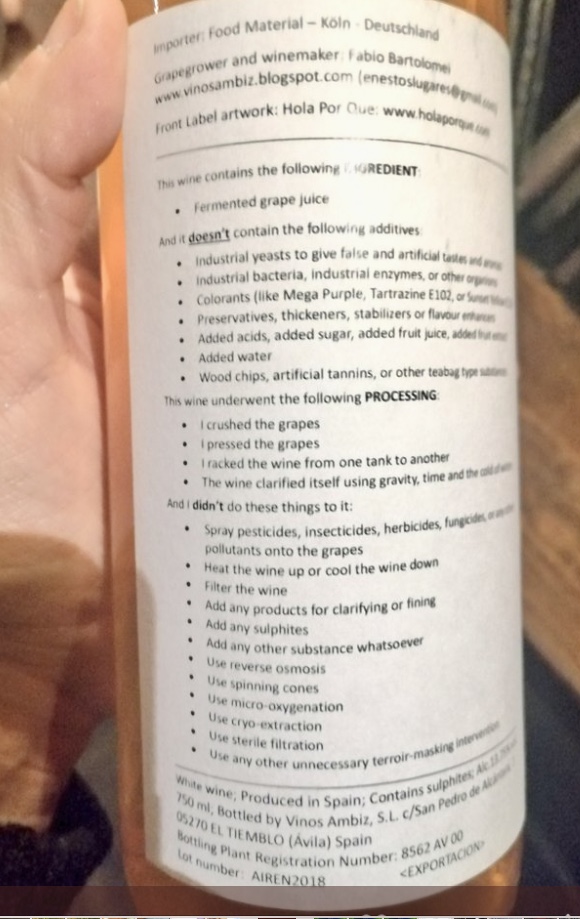 Importer: Food Material – Köln - Deutschland
Grapegrower and winemaker: Fabio Bartolomei
www.vinosambiz.blogspot.com (enestoslugares@gmail.com)
Front Label artwork: Hola Por Que: www.holaporque.com
This wine contains the following INGREDIENT:
• Fermented grape juice
And it doesn't contain the following additives:
• Industrial yeasts to give false and artificial tastes and
• Industrial bacteria, industrial enzymes, or other organisms
• Colorants (like Mega Purple, Tartrazine E102, or Sunset
• Preservatives, thickeners, stabilizers or flavour enhancers
• Added acids, added sugar, added fruit juice, added fruit
• Added water
• Wood chips, artificial tannins, or other teabag type
This wine underwent the following PROCESSING:
• I crushed the grapes
• I pressed the grapes
• I racked the wine from one tank to another
• The wine clarified itself using gravity, time and the cold of
And I didn't do these things to it:
• Spray pesticides, insecticides, herbicides, fungicides, or
pollutants onto the grapes
• Heat the wine up or cool the wine down
• Filter the wine
• Add any products for clarifying or fining
• Add any sulphites
• Add any other substance whatsoever
• Use reverse osmosis
• Use spinning cones
• Use micro-oxygenation
• Use cryo-extraction
• Use sterile filtration
• Use any other unnecessary terroir-masking intervention
White wine; Produced in Spain; Contains sulphites; Alc.
750 ml, Bottled by Vinos Ambiz, S.L. c/San Pedro de
05270 EL TIEMBLO (Ávila) Spain
Bottling Plant Registration Number: 8562 AV 00
Lot number: AIREN2018 <EXPORTACION>